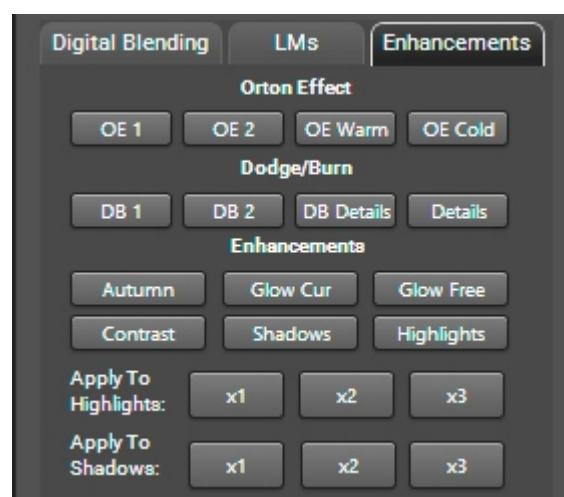 Digital Blending LMs Enhancements
Orton Effect
OE 1 OE 2 OE Warm OE Cold
Dodge/Burn
DB 1 DB 2 DB Details Details
Enhancements
Autumn Glow Cur Glow Free
Contrast Shadows Highlights
Apply To
Highlights: x1 x2 x3
Apply To
Shadows: x1 x2 x3